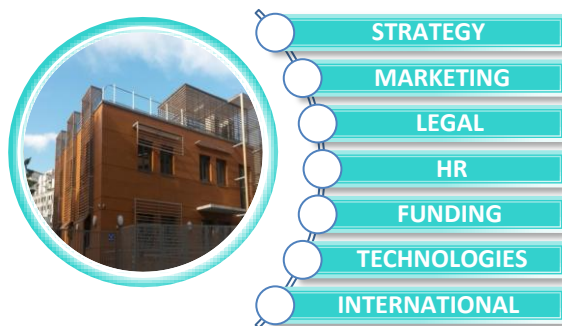 STRATEGY
MARKETING
LEGAL
HR
FUNDING
TECHNOLOGIES
INTERNATIONAL